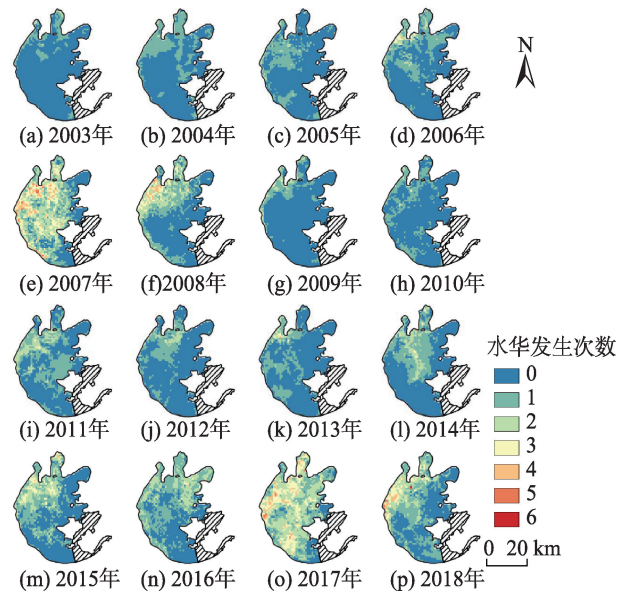 N
(a) 2003年 (b) 2004年 (c) 2005年 (d) 2006年
(e) 2007年 (f)2008年 (g) 2009年 (h) 2010年
(i) 2011年 (j) 2012年 (k) 2013年 (l) 2014年
(m) 2015年 (n) 2016年 (o) 2017年 (p) 2018年
水华发生次数
0
1
2
3
4
5
6
0 20 km